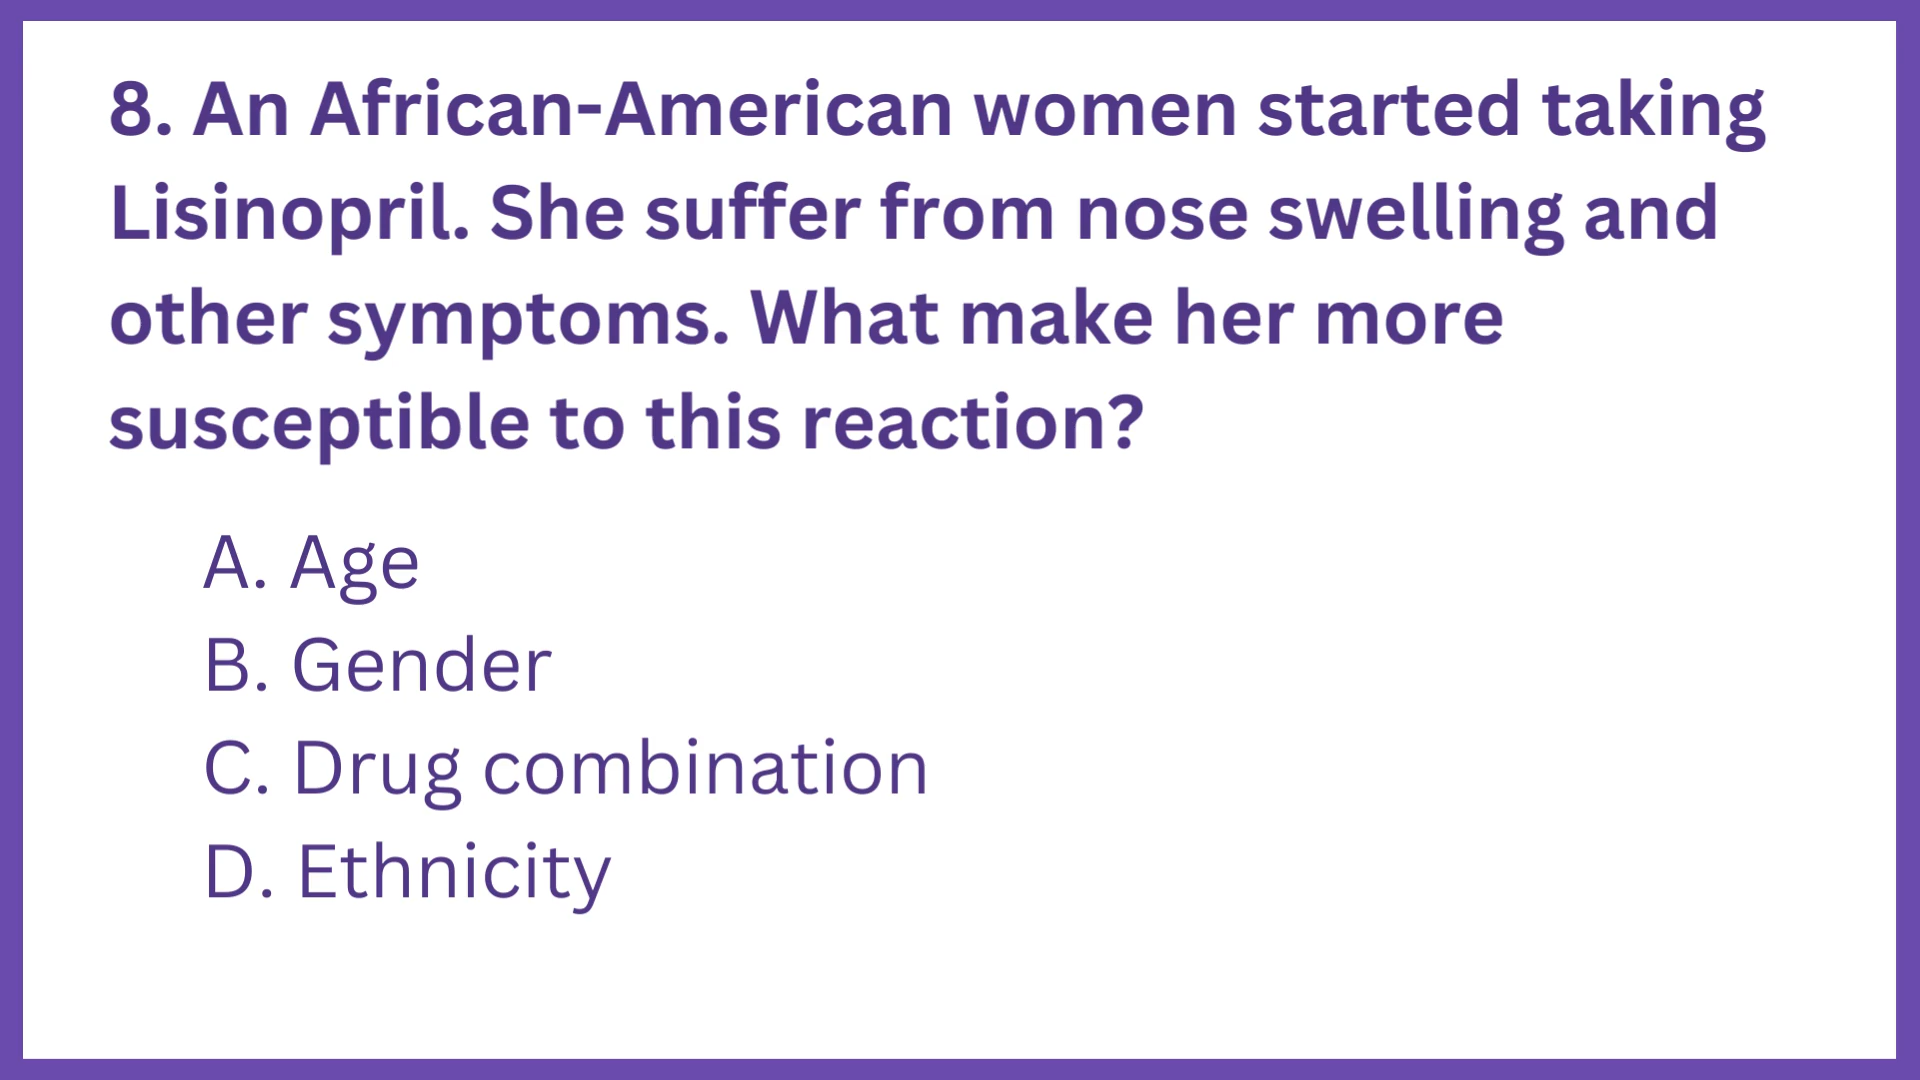 8. An African-American women started taking
Lisinopril. She suffer from nose swelling and
other symptoms. What make her more
susceptible to this reaction?
A. Age
B. Gender
C. Drug combination
D. Ethnicity